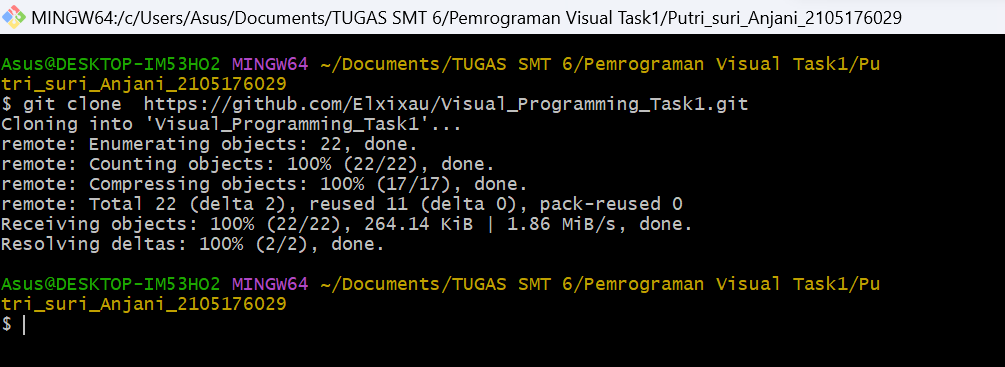 MINGW64:/c/Users/Asus/Documents/TUGAS SMT 6/Pemrograman Visual Task1/Putri_suri_Anjani_2105176029
Asus@DESKTOP-IM53HO2 MINGW64 ~/Documents/TUGAS SMT 6/Pemrograman Visual Task1/Pu
tri_suri_Anjani_2105176029
$ git clone  https://github.com/Elxixau/Visual_Programming_Task1.git
Cloning into 'Visual_Programming_Task1'...
remote: Enumerating objects: 22, done.
remote: Counting objects: 100% (22/22), done.
remote: Compressing objects: 100% (17/17), done.
remote: Total 22 (delta 2), reused 11 (delta 0), pack-reused 0
Receiving objects: 100% (22/22), 264.14 KiB | 1.86 MiB/s, done.
Resolving deltas: 100% (2/2), done.
Asus@DESKTOP-IM53HO2 MINGW64 ~/Documents/TUGAS SMT 6/Pemrograman Visual Task1/Pu
tri_suri_Anjani_2105176029
$